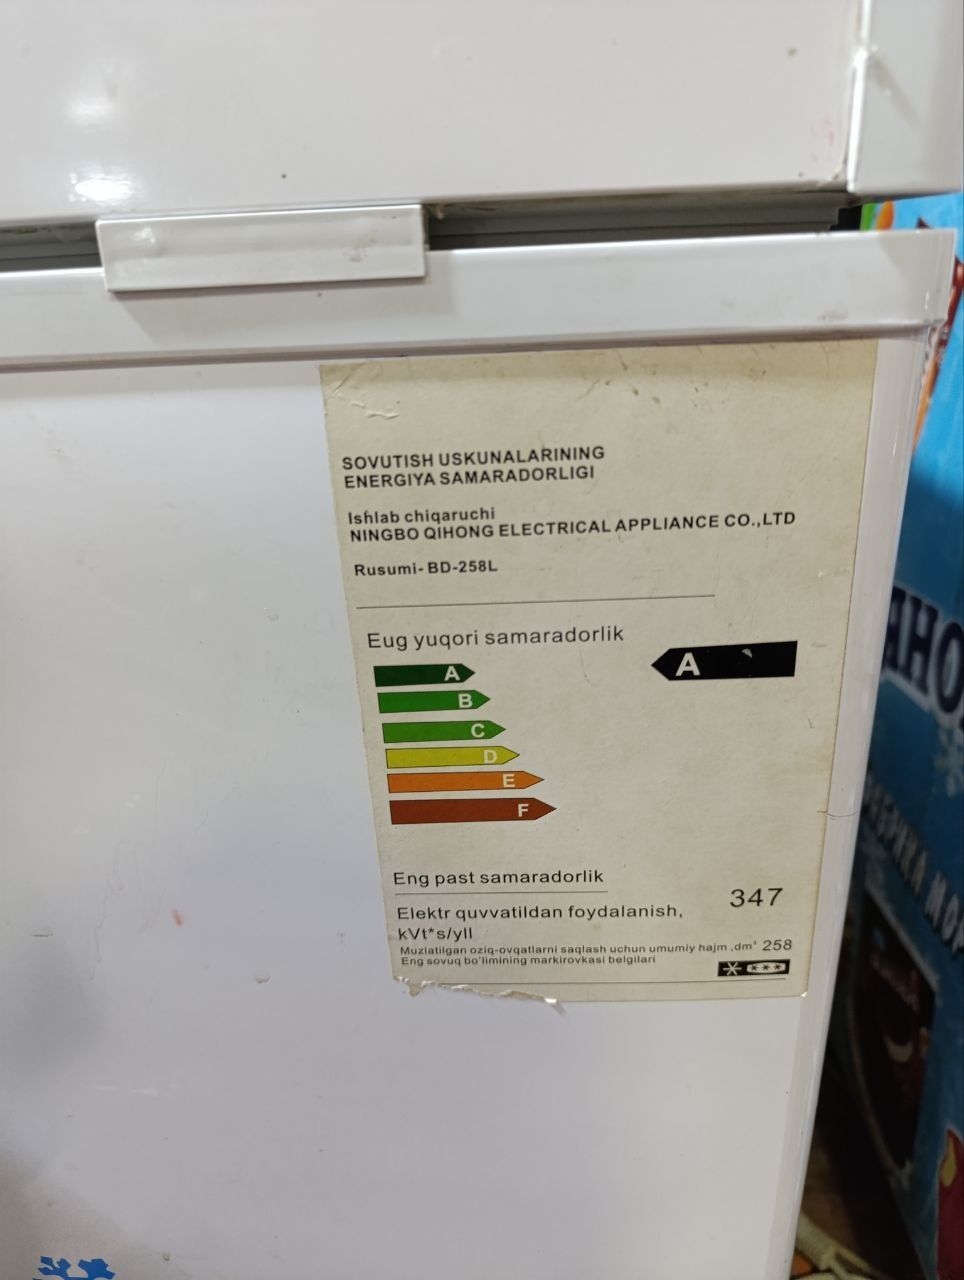 SOVUTISH USKUNALARINING
ENERGIYA SAMARADORLIGI
Ishlab chiqaruchi
NINGBO QIHONG ELECTRICAL APPLIANCE CO.,LTD
Rusumi- BD-258L
Eug yuqori samaradorlik
A
A
B
C
D
E
F
Eng past samaradorlik
Elektr quvvatildan foydalanish, 347
kVt*s/yll
Muzlatilgan oziq-ovqatlarni saqlash uchun umumiy hajm .dm³ 258
Eng sovuq bo'limining markirovkasi belgilari